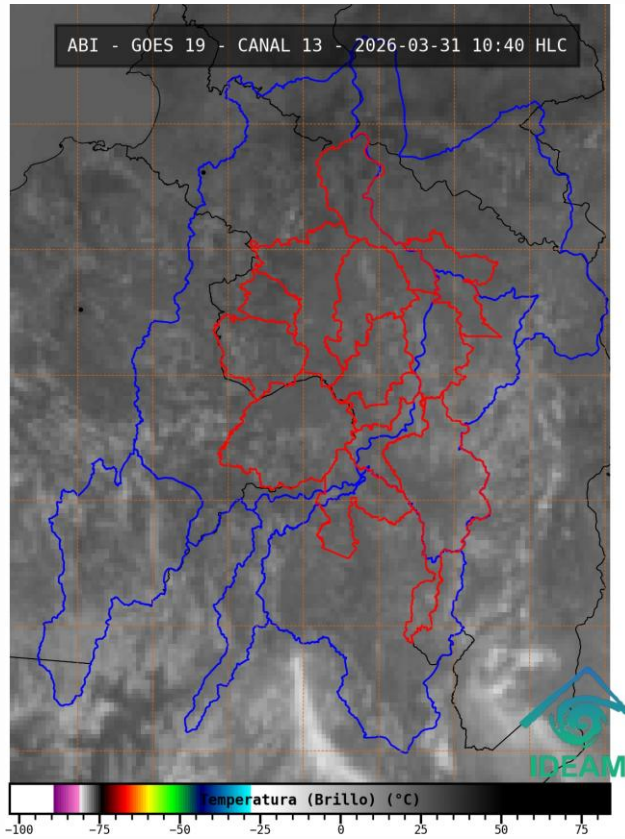 ABI - GOES 19 - CANAL 13 - 2026-03-31 10:40 HLC
IDEAM
Temperatura (Brillo) (°C)
−100 −75 −50 −25 0 25 50 75